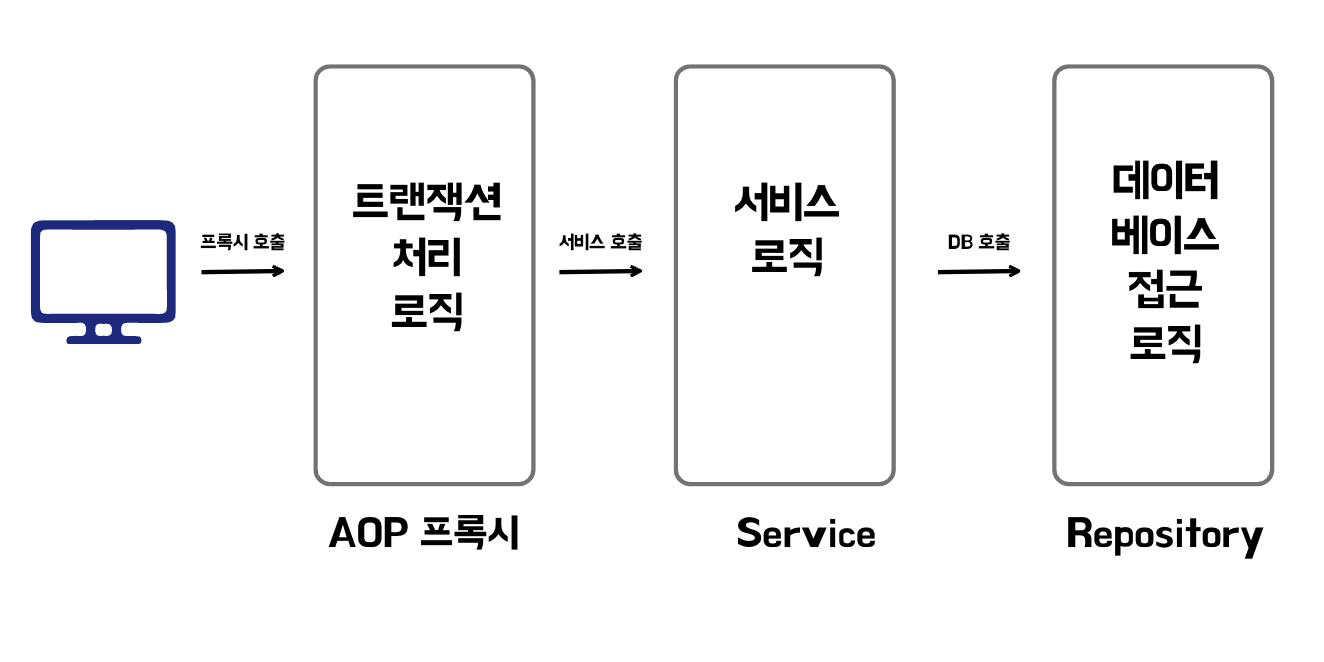 프록시 호출
트랜잭션
처리
로직
AOP 프록시
서비스 호출
서비스
로직
Service
DB 호출
데이터
베이스
접근
로직
Repository